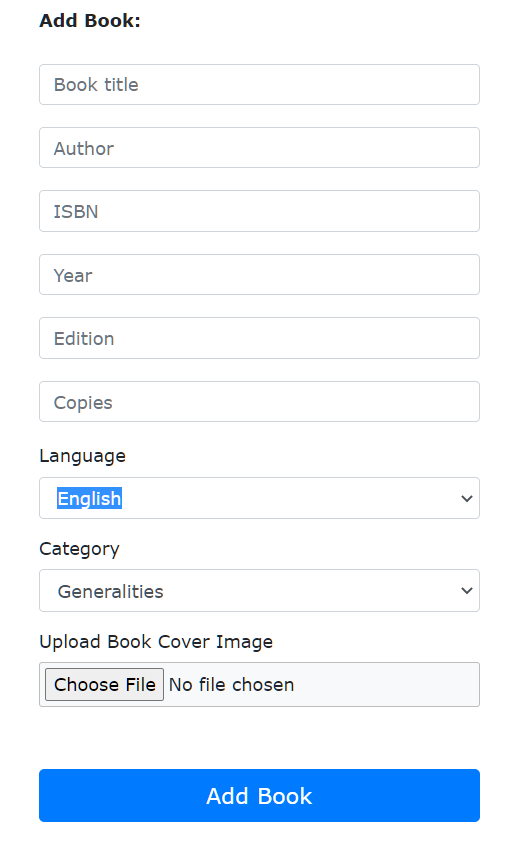 Add Book:
Book title
Author
ISBN
Year
Edition
Copies
Language
English
Category
Generalities
Upload Book Cover Image
Choose File No file chosen
Add Book